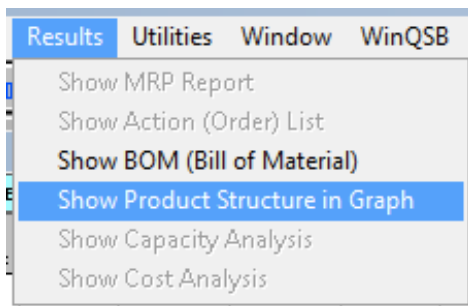 Results Utilities Window WinQSB
Show MRP Report
Show Action (Order) List
Show BOM (Bill of Material)
Show Product Structure in Graph
Show Capacity Analysis
Show Cost Analysis